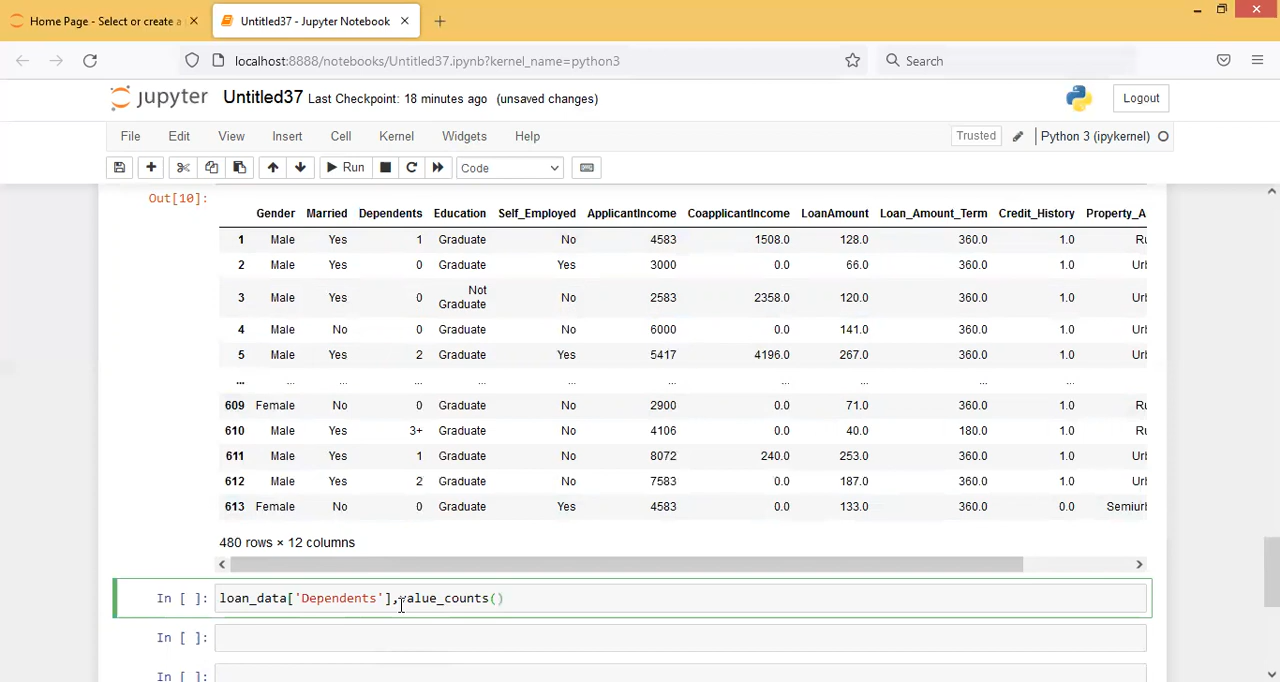 Home Page - Select or create a
Untitled37 - Jupyter Notebook
localhost:8888/notebooks/Untitled37.ipynb?kernel_name=python3
Search
jupyter Untitled37 Last Checkpoint: 18 minutes ago (unsaved changes)
Logout
File Edit View Insert Cell Kernel Widgets Help
Trusted
Python 3 (ipykernel)
Run
Code
Out[10]:
Gender Married Dependents Education Self_Employed ApplicantIncome CoapplicantIncome LoanAmount Loan_Amount_Term Credit_History Property_A
1 Male Yes 1 Graduate No 4583 1508.0 128.0 360.0 1.0 Ru
2 Male Yes 0 Graduate Yes 3000 0.0 66.0 360.0 1.0 Url
3 Male Yes 0 Not Graduate No 2583 2358.0 120.0 360.0 1.0 Url
4 Male No 0 Graduate No 6000 0.0 141.0 360.0 1.0 Url
5 Male Yes 2 Graduate Yes 5417 4196.0 267.0 360.0 1.0 Url
... ... ... ... ... ... ... ... ... ... ...
609 Female No 0 Graduate No 2900 0.0 71.0 360.0 1.0 Ru
610 Male Yes 3+ Graduate No 4106 0.0 40.0 180.0 1.0 Ru
611 Male Yes 1 Graduate No 8072 240.0 253.0 360.0 1.0 Url
612 Male Yes 2 Graduate No 7583 0.0 187.0 360.0 1.0 Url
613 Female No 0 Graduate Yes 4583 0.0 133.0 360.0 0.0 Semiurl
480 rows × 12 columns
In [ ]: loan_data['Dependents'],value_counts()
In [ ]:
In [ ]: